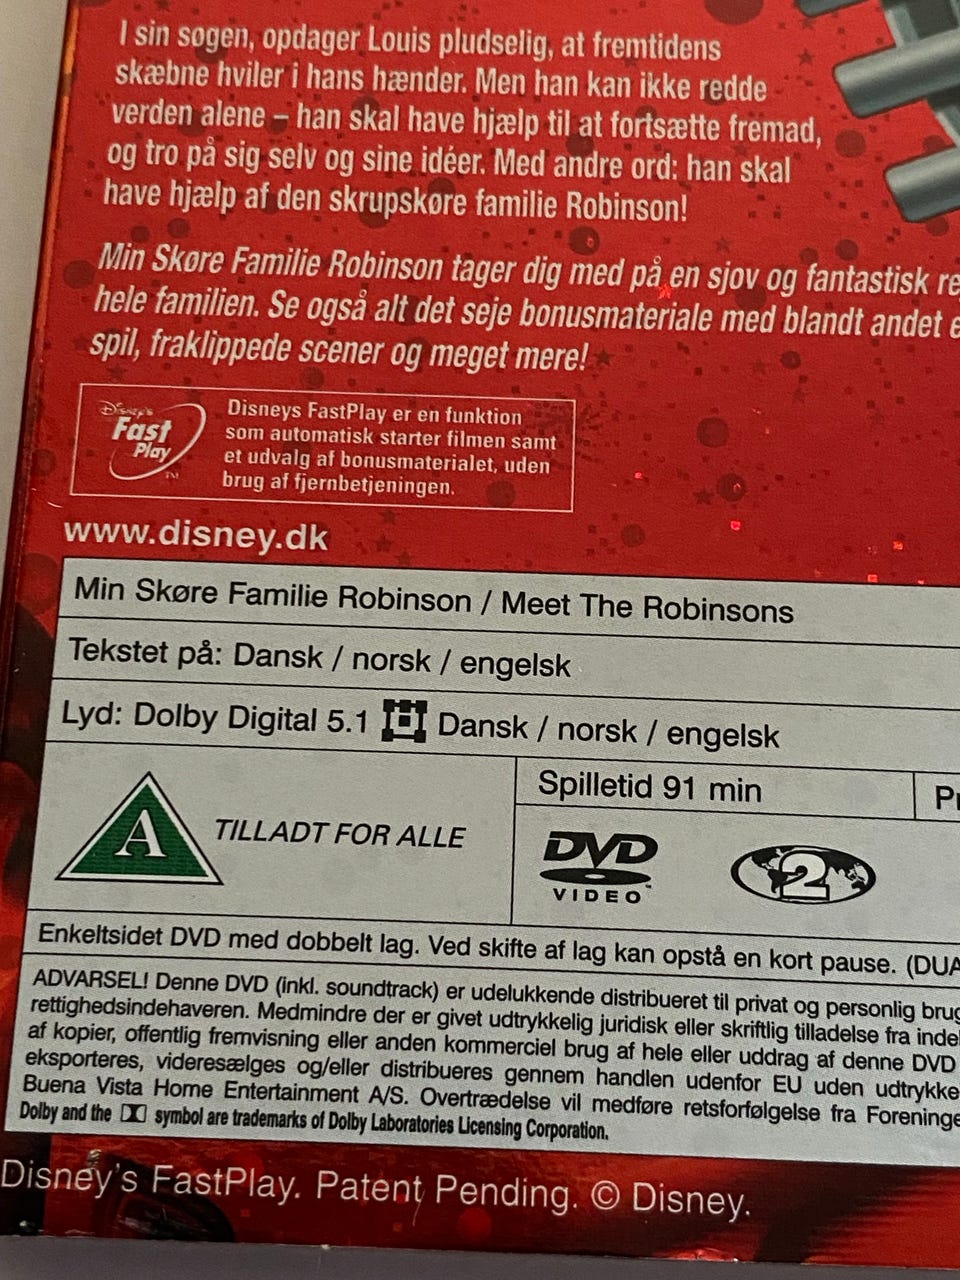 I sin søgen, opdager Louis pludselig, at fremtidens
skæbne hviler i hans hænder. Men han kan ikke redde
verden alene – han skal have hjælp til at fortsætte fremad,
og tro på sig selv og sine idéer. Med andre ord: han skal
have hjælp af den skrupskøre familie Robinson!
Min Skøre Familie Robinson tager dig med på en sjov og fantastisk
hele familien. Se også alt det seje bonusmateriale med blandt andet
spil, fraklippede scener og meget mere!
Disney's
Fast
Play
TM
Disneys FastPlay er en funktion
som automatisk starter filmen samt
et udvalg af bonusmaterialet, uden
brug af fjernbetjeningen.
www.disney.dk
Min Skøre Familie Robinson / Meet The Robinsons
Tekstet på: Dansk / norsk / engelsk
Lyd: Dolby Digital 5.1 Dansk / norsk / engelsk
Spilletid 91 min
A TILLADT FOR ALLE
DVD
VIDEO
2
Enkeltsidet DVD med dobbelt lag. Ved skifte af lag kan opstå en kort pause. (DUA
ADVARSEL! Denne DVD (inkl. soundtrack) er udelukkende distribueret til privat og personlig brug
rettighedsindehaveren. Medmindre der er givet udtrykkelig juridisk eller skriftlig tilladelse fra
af kopier, offentlig fremvisning eller anden kommerciel brug af hele eller uddrag af denne DVD
eksporteres, videresælges og/eller distribueres gennem handlen udenfor EU uden
Buena Vista Home Entertainment A/S. Overtrædelse vil medføre retsforfølgelse fra
Dolby and the symbol are trademarks of Dolby Laboratories Licensing Corporation.
Disney's FastPlay. Patent Pending. © Disney.